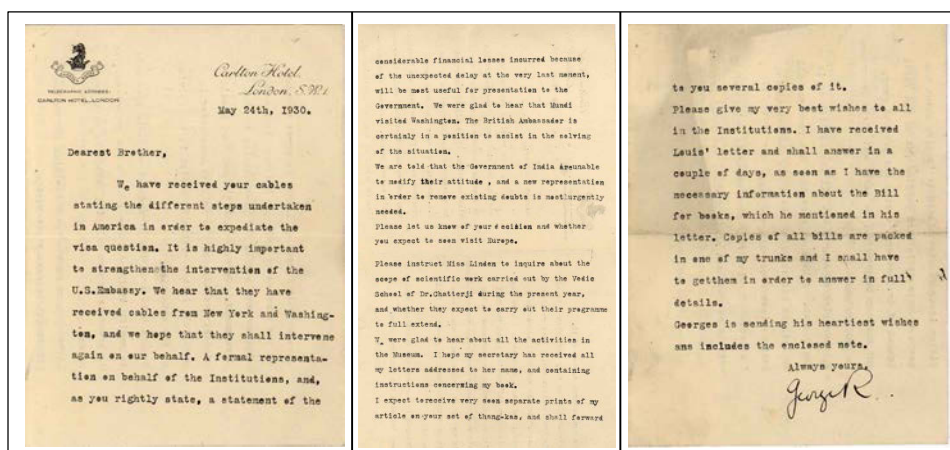 TELEGRAPHIC ADDRESS:
CARLTON HOTEL, LONDON
Carlton Hotel,
London, S.W.1.
May 24th, 1930.
Dearest Brother,
We have received your cables
stating the different steps undertaken
in America in order to expediate the
visa question. It is highly important
to strengthenthe intervention of the
U.S.Embassy. We hear that they have
received cables from New York and Washing-
ton, and we hope that they shall intervene
again on our behalf. A formal representa-
tion on behalf of the Institutions, and,
as you rightly state, a statement of the
considerable financial losses incurred because
of the unexpected delay at the very last moment,
will be most useful for presentation to the
Government. We were glad to hear that Mundi
visited Washington. The British Ambassador is
certainly in a position to assist in the solving
of the situation.
We are told that the Government of India is unable
to modify their attitude , and a new representation
in order to remove existing doubts is most urgently
needed.
Please let us know of your decision and whether
you expect to soon visit Europe.
Please instruct Miss Linden to inquire about the
scope of scientific work carried out by the Vedic
School of Dr.Chatterji during the present year,
and whether they expect to carry out their programme
to full extend.
We were glad to hear about all the activities in
the Museum. I hope my secretary has received all
my letters addressed to her name, and containing
instructions concerning my book.
I expect toreceive very soon separate prints of my
article on your set of thang-kas, and shall forward
to you several copies of it.
Please give my very best wishes to all
in the Institutions. I have received
Louis' letter and shall answer in a
couple of days, as seen as I have the
necessary information about the Bill
for books, which he mentioned in his
letter. Copies of all bills are packed
in one of my trunks and I shall have
to getthem in order to answer in full
details.
Georges is sending his heartiest wishes
ans includes the enclosed note.
Always yours,
George R.